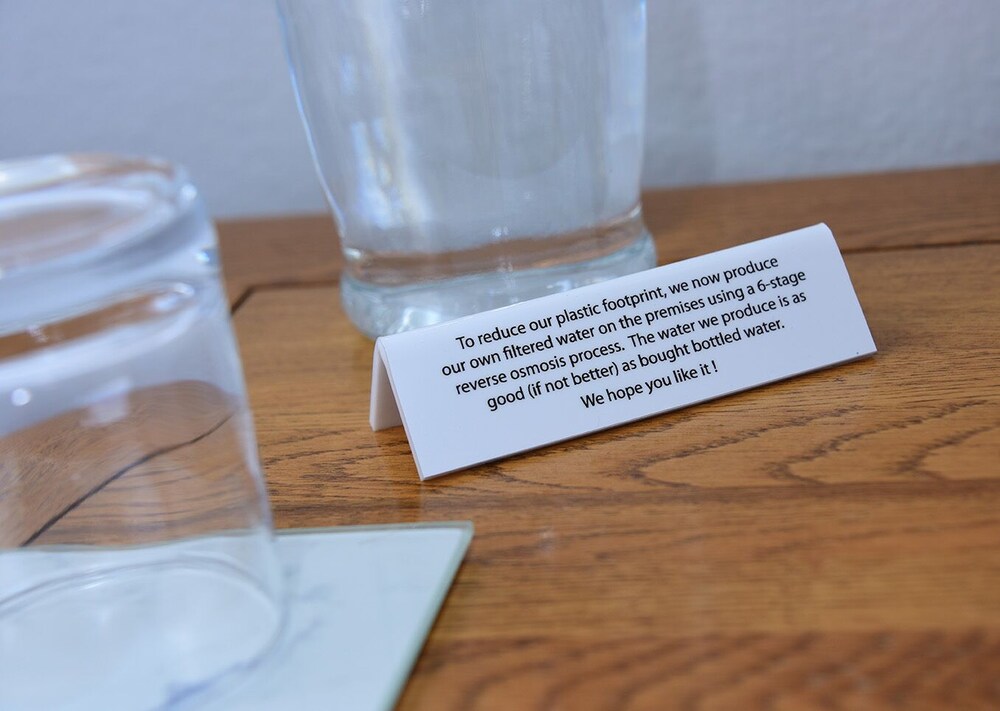 To reduce our plastic footprint, we now produce
our own filtered water on the premises using a 6-stage
reverse osmosis process. The water we produce is as
good (if not better) as bought bottled water.
We hope you like it !